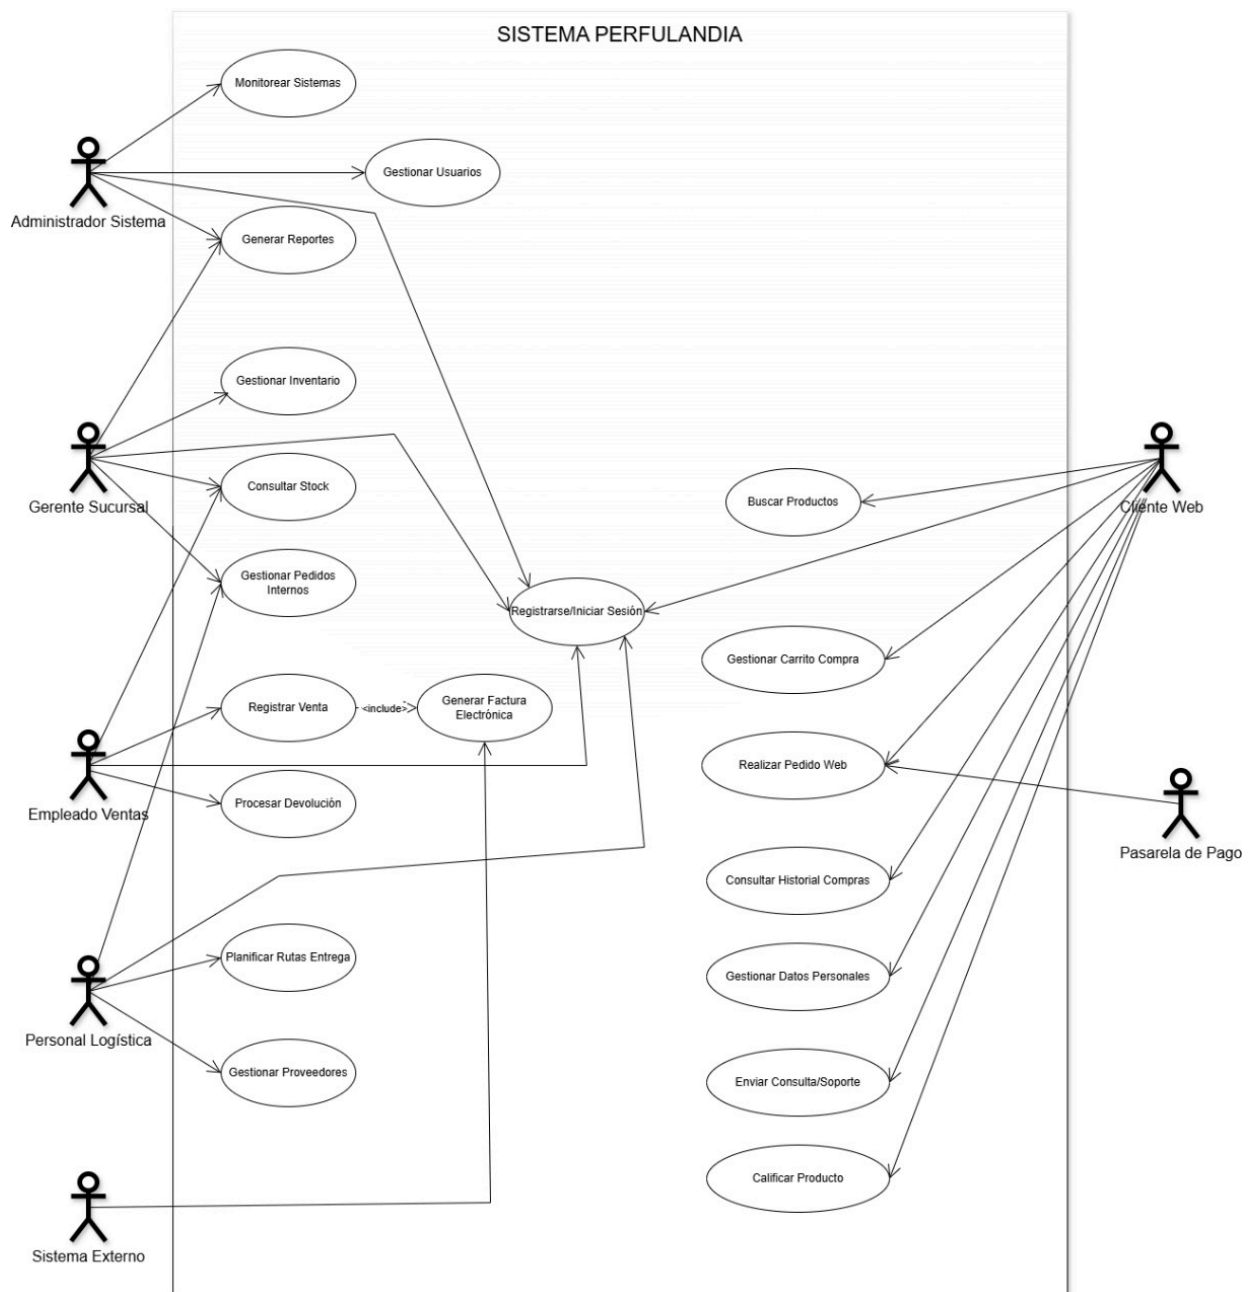 SISTEMA PERFULANDIA
Monitorear Sistemas
Gestionar Usuarios
Administrador Sistema
Generar Reportes
Gestionar Inventario
Consultar Stock
Gerente Sucursal
Buscar Productos
Cliente Web
Gestionar Pedidos
Internos
Registrarse/Iniciar Sesión
Gestionar Carrito Compra
Registrar Venta
<include>
Generar Factura
Electrónica
Realizar Pedido Web
Procesar Devolución
Empleado Ventas
Pasarela de Pago
Consultar Historial Compras
Planificar Rutas Entrega
Gestionar Datos Personales
Personal Logística
Gestionar Proveedores
Enviar Consulta/Soporte
Calificar Producto
Sistema Externo